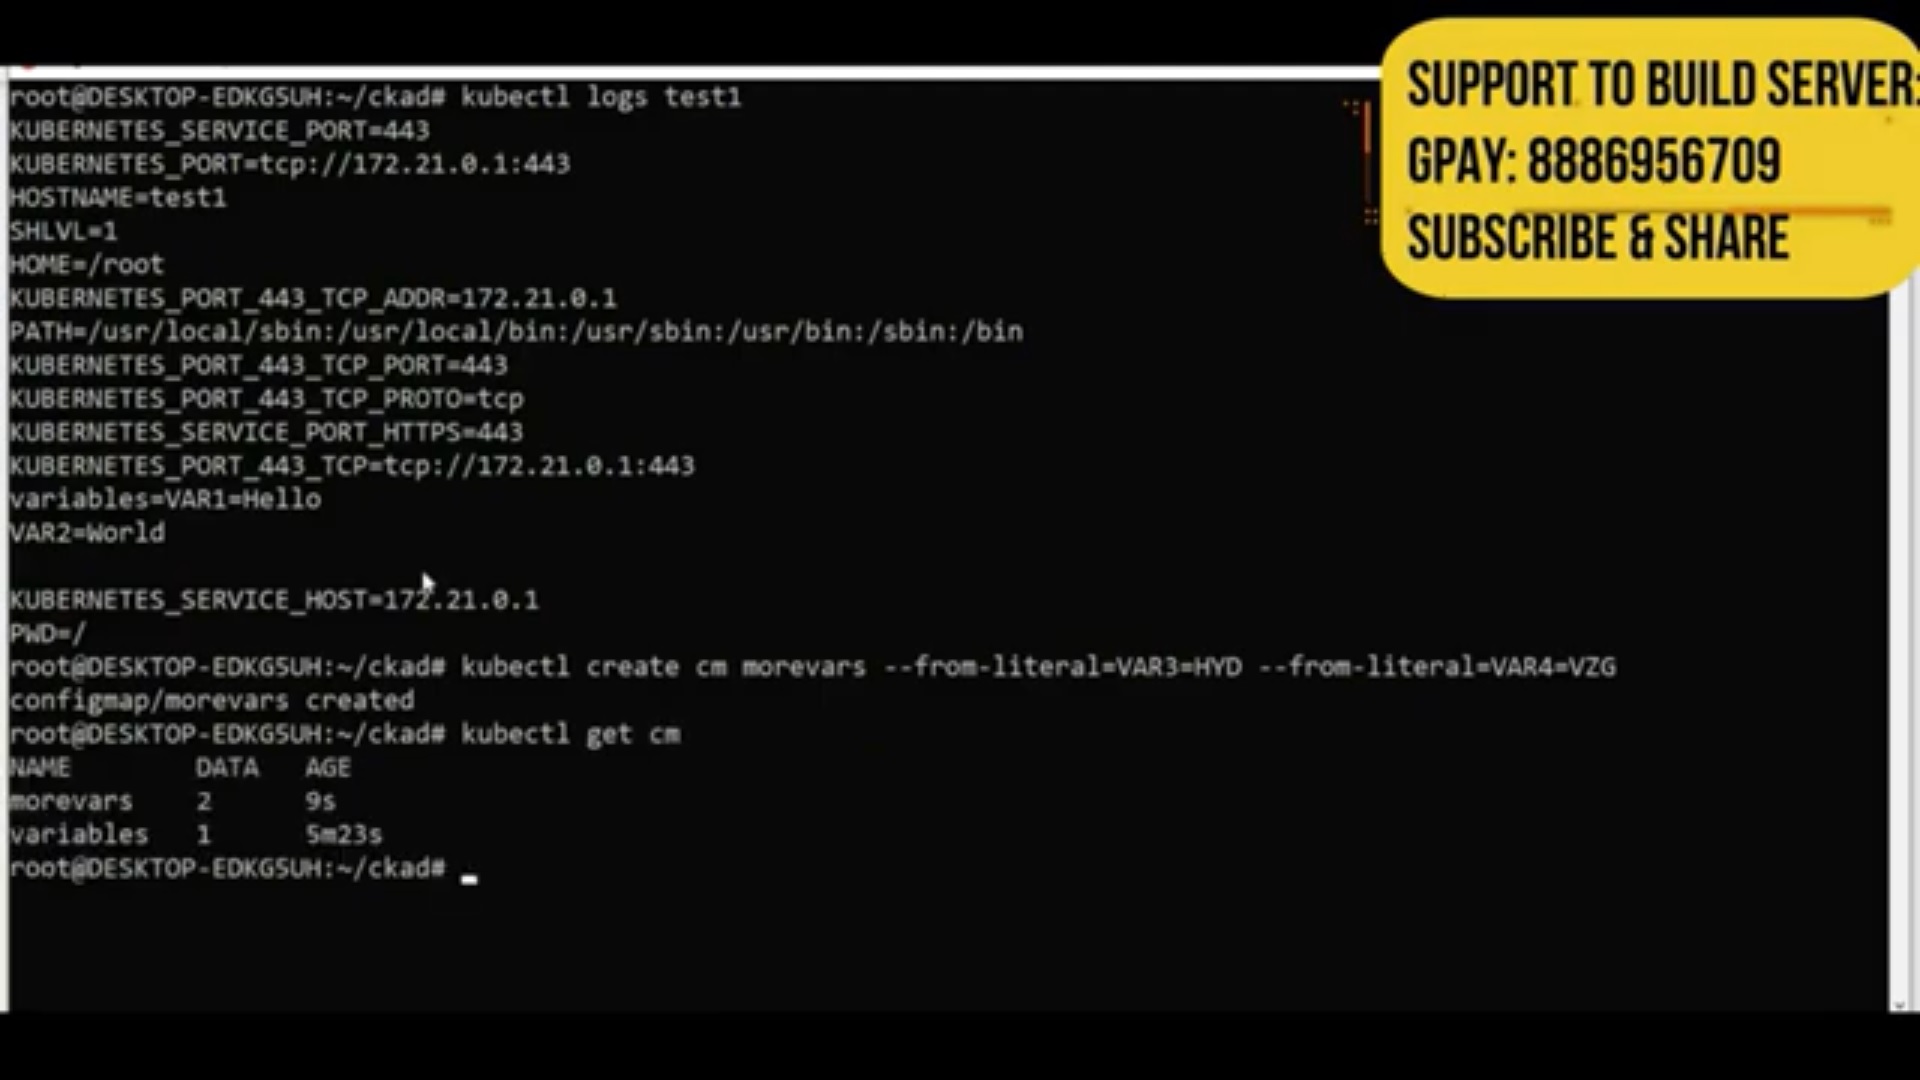 root@DESKTOP-EDKG5UH:~/ckad# kubectl logs test1
KUBERNETES_SERVICE_PORT=443
KUBERNETES_PORT=tcp://172.21.0.1:443
HOSTNAME=test1
SHLVL=1
HOME=/root
KUBERNETES_PORT_443_TCP_ADDR=172.21.0.1
PATH=/usr/local/sbin:/usr/local/bin:/usr/sbin:/usr/bin:/sbin:/bin
KUBERNETES_PORT_443_TCP_PORT=443
KUBERNETES_PORT_443_TCP_PROTO=tcp
KUBERNETES_SERVICE_PORT_HTTPS=443
KUBERNETES_PORT_443_TCP=tcp://172.21.0.1:443
variables=VAR1=Hello
VAR2=World
KUBERNETES_SERVICE_HOST=172.21.0.1
PWD=/
root@DESKTOP-EDKG5UH:~/ckad# kubectl create cm morevars --from-literal=VAR3=HYD --from-literal=VAR4=VZG
configmap/morevars created
root@DESKTOP-EDKG5UH:~/ckad# kubectl get cm
NAME DATA AGE
morevars 2 9s
variables 1 5m23s
root@DESKTOP-EDKG5UH:~/ckad#
SUPPORT TO BUILD SERVER:
GPAY: 8886956709
SUBSCRIBE & SHARE